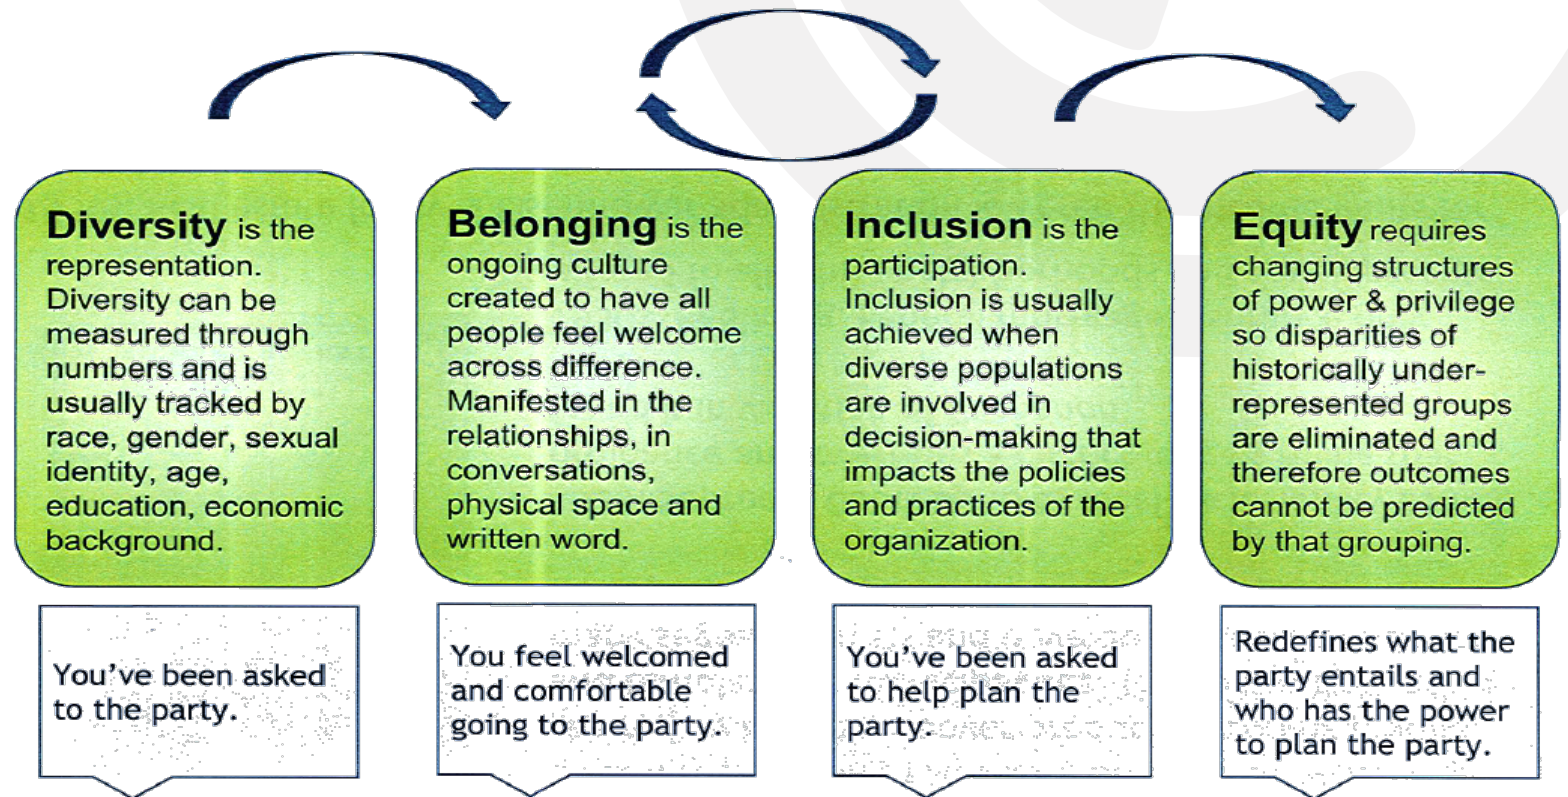 Diversity is the
representation.
Diversity can be
measured through
numbers and is
usually tracked by
race, gender, sexual
identity, age,
education, economic
background.
Belonging is the
ongoing culture
created to have all
people feel welcome
across difference.
Manifested in the
relationships, in
conversations,
physical space and
written word.
Inclusion is the
participation.
Inclusion is usually
achieved when
diverse populations
are involved in
decision-making that
impacts the policies
and practices of the
organization.
Equity requires
changing structures
of power & privilege
so disparities of
historically under-
represented groups
are eliminated and
therefore outcomes
cannot be predicted
by that grouping.
You've been asked
to the party.
You feel welcomed
and comfortable
going to the party.
You've been asked
to help plan the
party.
Redefines what the
party entails and
who has the power
to plan the party.